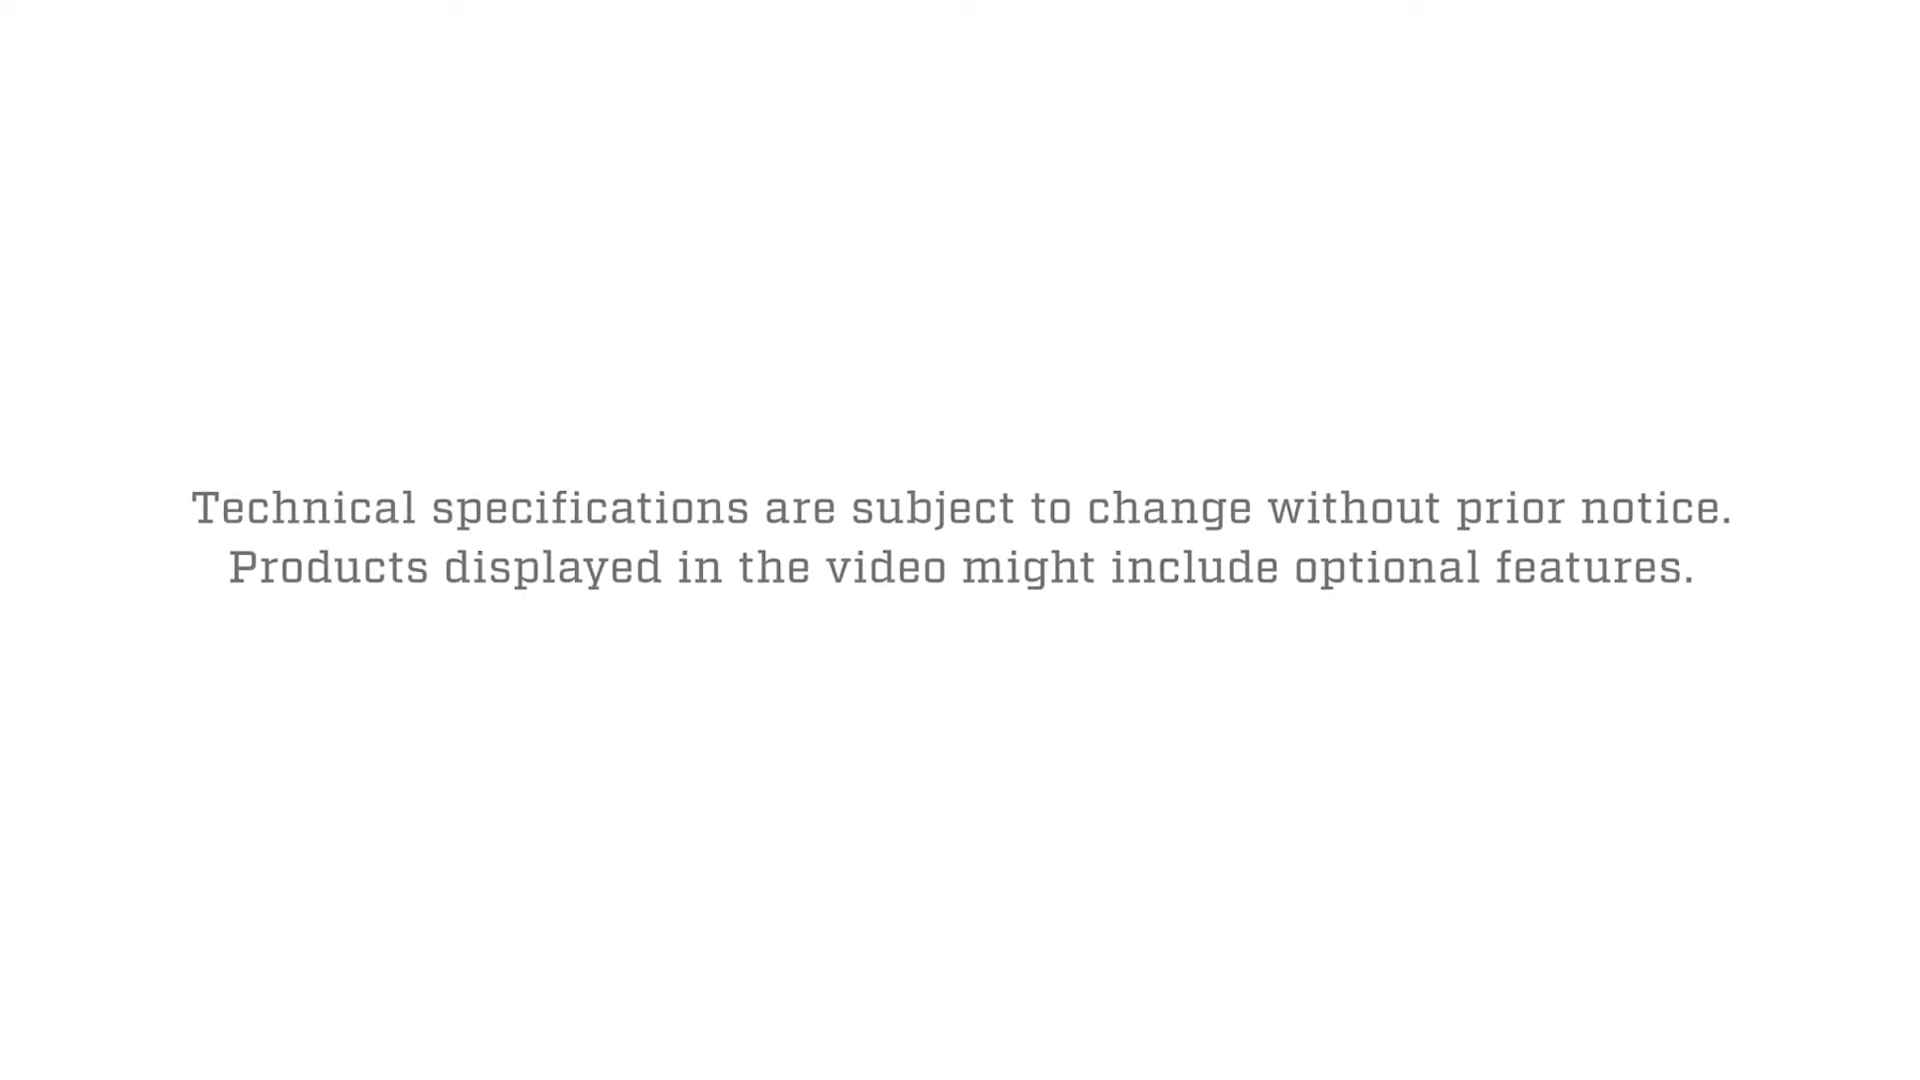 Technical specifications are subject to change without prior notice.
Products displayed in the video might include optional features.